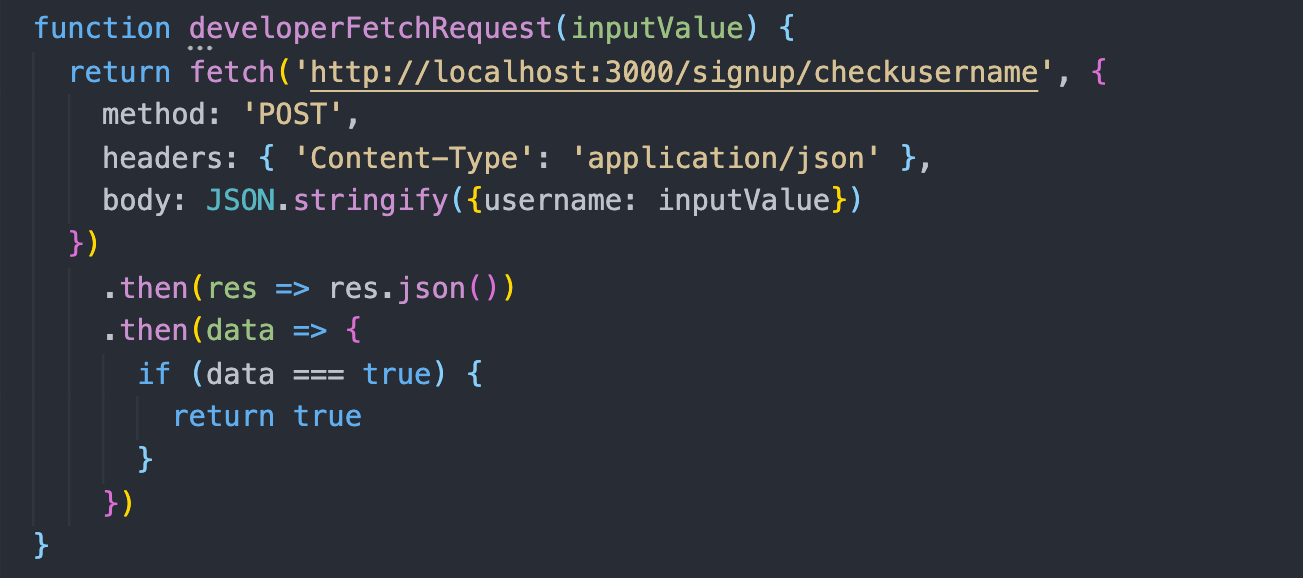 function developerFetchRequest(inputValue) {
  return fetch('http://localhost:3000/signup/checkusername', {
    method: 'POST',
    headers: { 'Content-Type': 'application/json' },
    body: JSON.stringify({username: inputValue})
  })
    .then(res => res.json())
    .then(data => {
      if (data === true) {
        return true
      }
    })
}